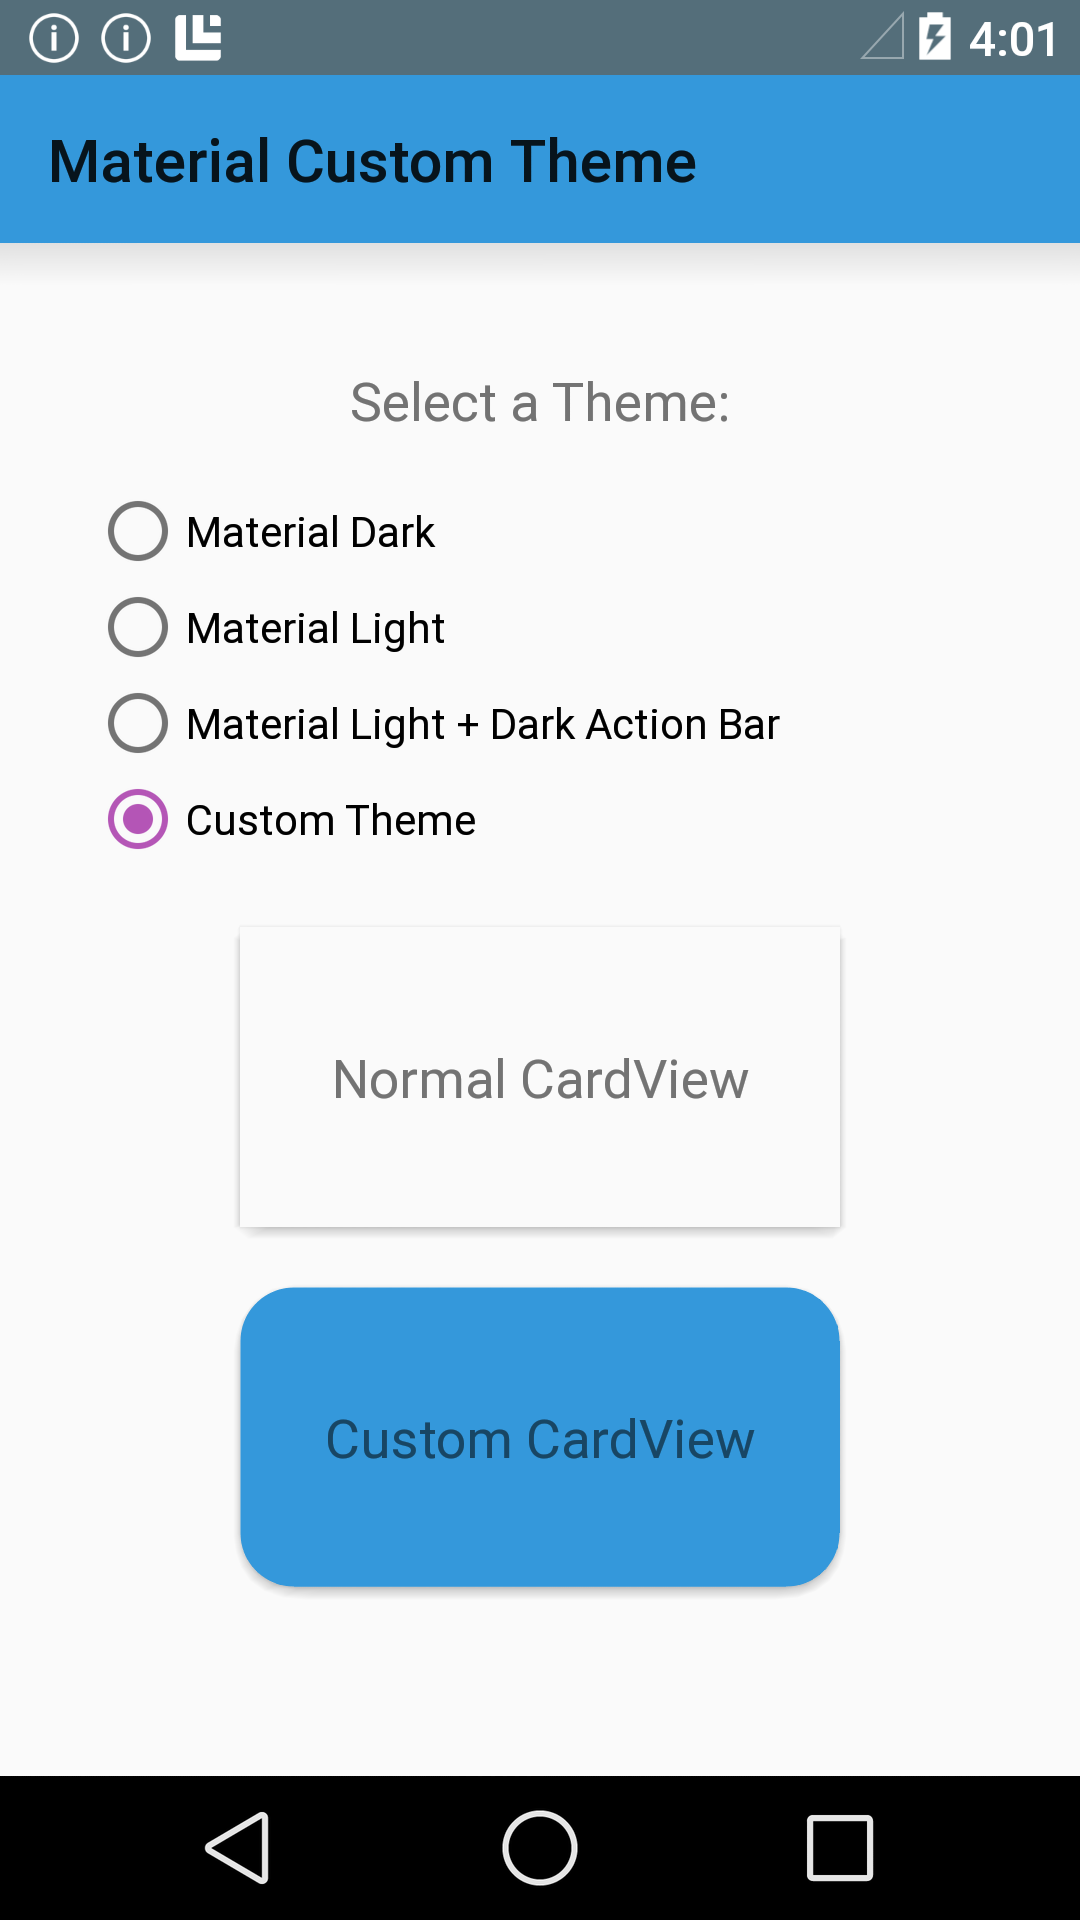 4:01
Material Custom Theme
Select a Theme:
Material Dark
Material Light
Material Light + Dark Action Bar
Custom Theme
Normal CardView
Custom CardView